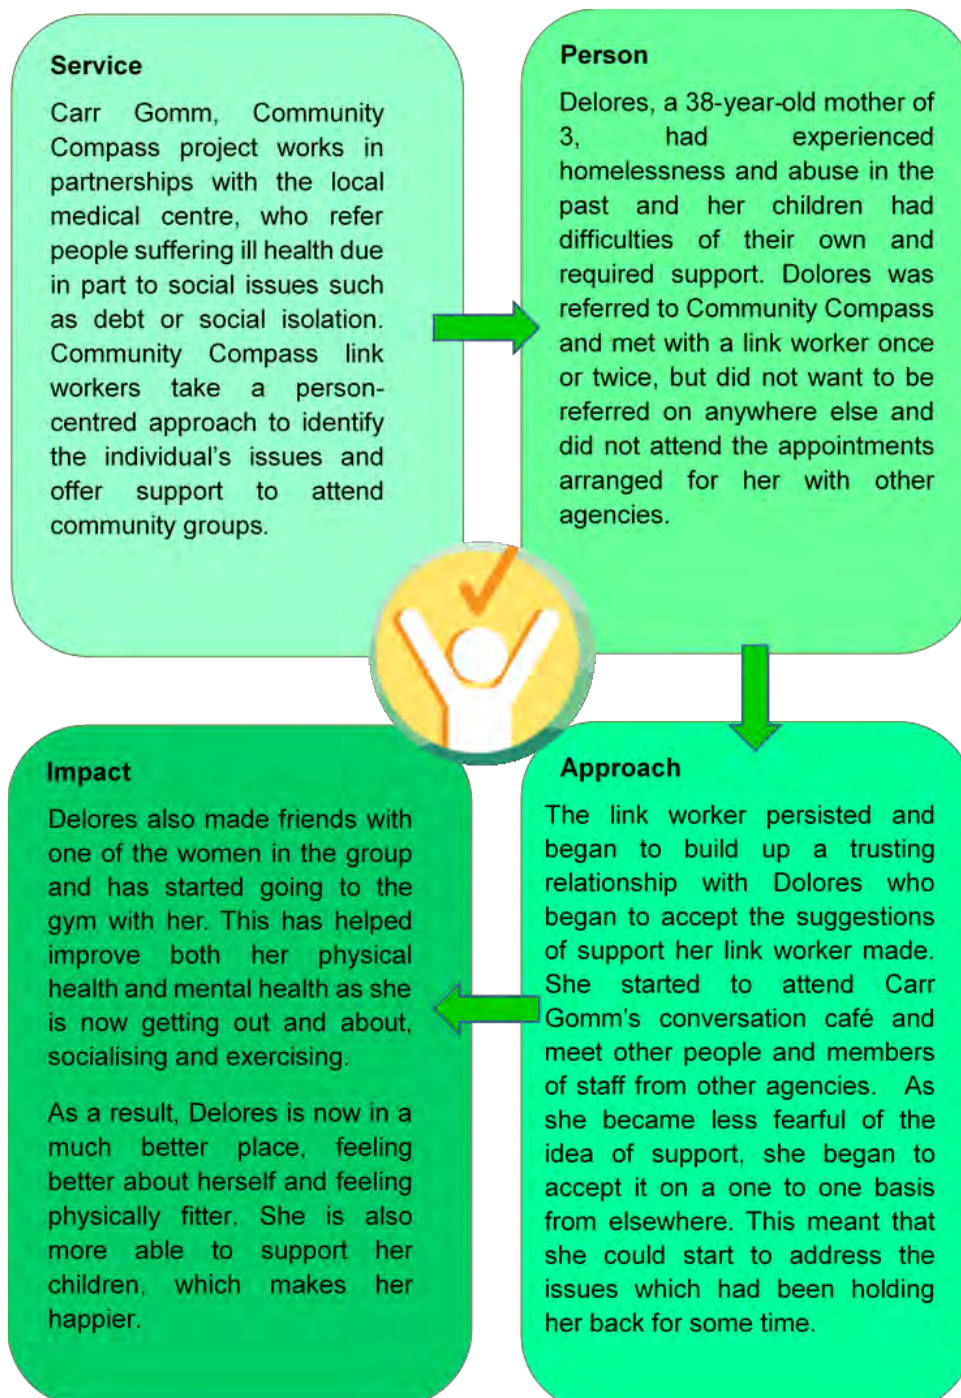 Service
Carr Gomm, Community
Compass project works in
partnerships with the local
medical centre, who refer
people suffering ill health due
in part to social issues such
as debt or social isolation.
Community Compass link
workers take a person-
centred approach to identify
the individual's issues and
offer support to attend
community groups.
Person
Delores, a 38-year-old mother of
3, had experienced
homelessness and abuse in the
past and her children had
difficulties of their own and
required support. Dolores was
referred to Community Compass
and met with a link worker once
or twice, but did not want to be
referred on anywhere else and
did not attend the appointments
arranged for her with other
agencies.
Approach
The link worker persisted and
began to build up a trusting
relationship with Dolores who
began to accept the suggestions
of support her link worker made.
She started to attend Carr
Gomm's conversation café and
meet other people and members
of staff from other agencies. As
she became less fearful of the
idea of support, she began to
accept it on a one to one basis
from elsewhere. This meant that
she could start to address the
issues which had been holding
her back for some time.
Impact
Delores also made friends with
one of the women in the group
and has started going to the
gym with her. This has helped
improve both her physical
health and mental health as she
is now getting out and about,
socialising and exercising.
As a result, Delores is now in a
much better place, feeling
better about herself and feeling
physically fitter. She is also
more able to support her
children, which makes her
happier.